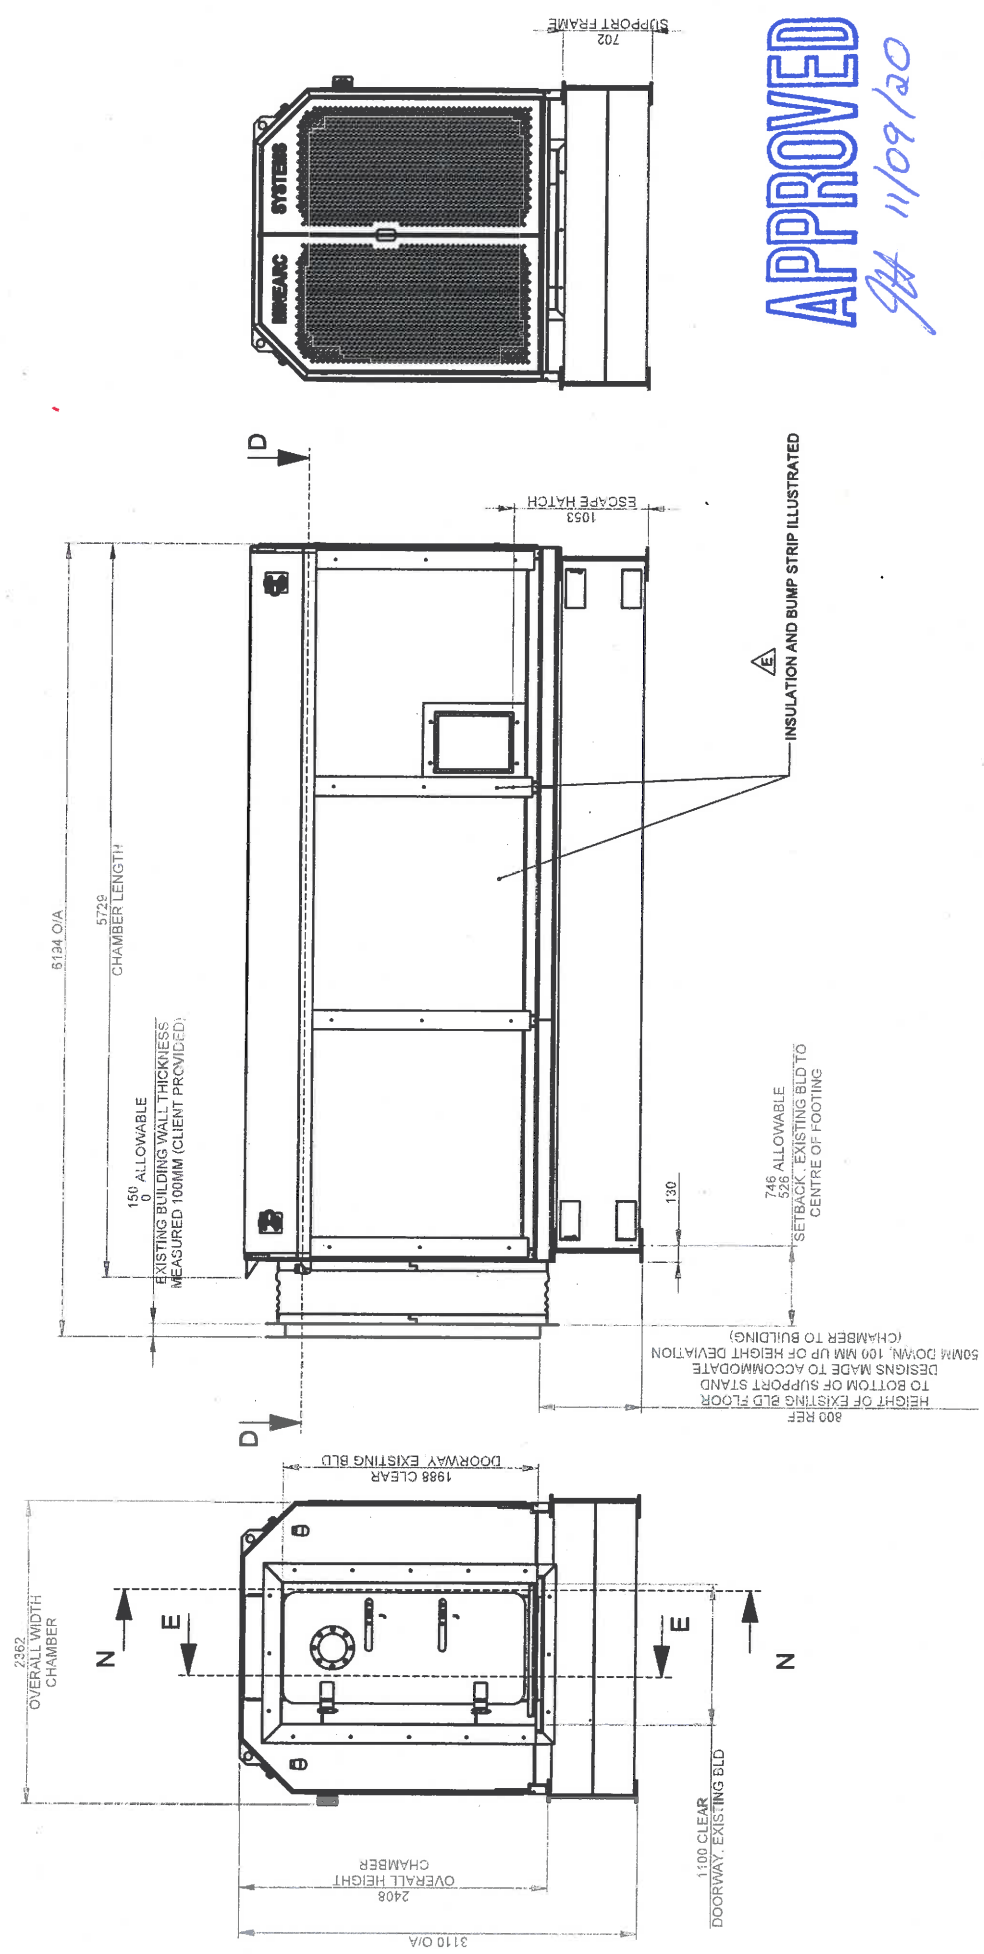 SUPPORT FRAME
702
MINEARC SYSTEMS
APPROVED
11/09/20
D
1053
ESCAPE HATCH
E
INSULATION AND BUMP STRIP ILLUSTRATED
6194 O/A
5729
CHAMBER LENGTH
150
0 ALLOWABLE
EXISTING BUILDING WALL THICKNESS
MEASURED 100MM (CLIENT PROVIDED)
130
746 ALLOWABLE
526
SETBACK. EXISTING BLD TO
CENTRE OF FOOTING
800 REF
HEIGHT OF EXISTING BLD FLOOR
TO BOTTOM OF SUPPORT STAND
DESIGNS MADE TO ACCOMMODATE
50MM DOWN, 100 MM UP OF HEIGHT DEVIATION
(CHAMBER TO BUILDING)
D
1988 CLEAR
DOORWAY. EXISTING BLD
2362
OVERALL WIDTH
CHAMBER
N
E
E
N
1100 CLEAR
DOORWAY. EXISTING BLD
2408
OVERALL HEIGHT
CHAMBER
3110 O/A